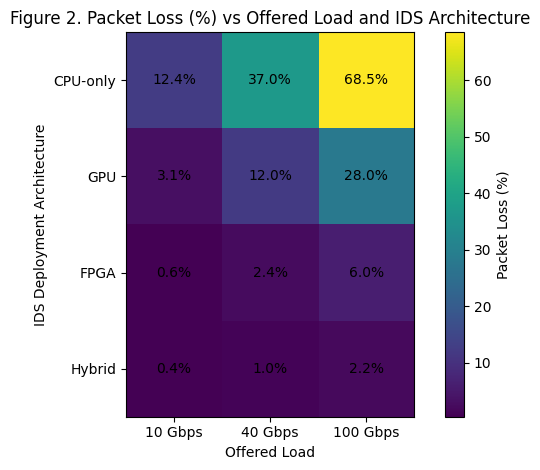 Figure 2. Packet Loss (%) vs Offered Load and IDS Architecture
IDS Deployment Architecture
CPU-only 12.4% 37.0% 68.5%
GPU 3.1% 12.0% 28.0%
FPGA 0.6% 2.4% 6.0%
Hybrid 0.4% 1.0% 2.2%
10 Gbps 40 Gbps 100 Gbps
Offered Load
60
50
40
30
20
10
Packet Loss (%)